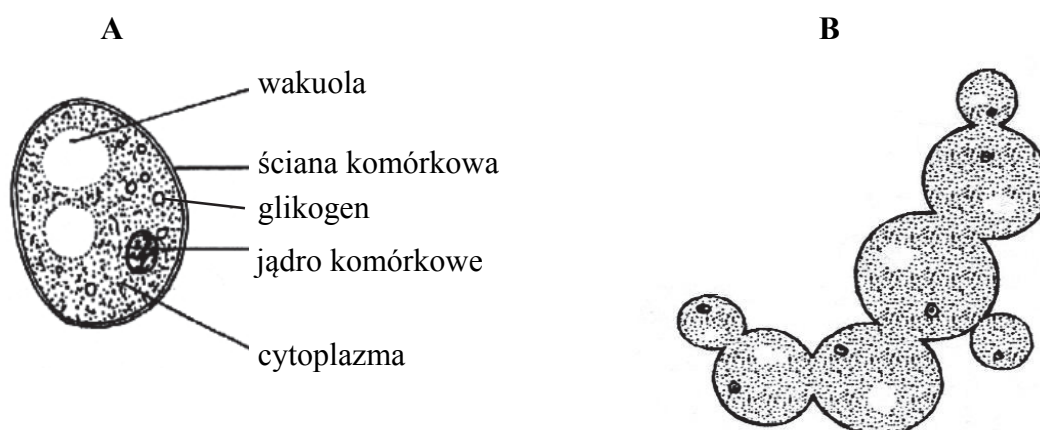 A
B
wakuola
ściana komórkowa
glikogen
jądro komórkowe
cytoplazma